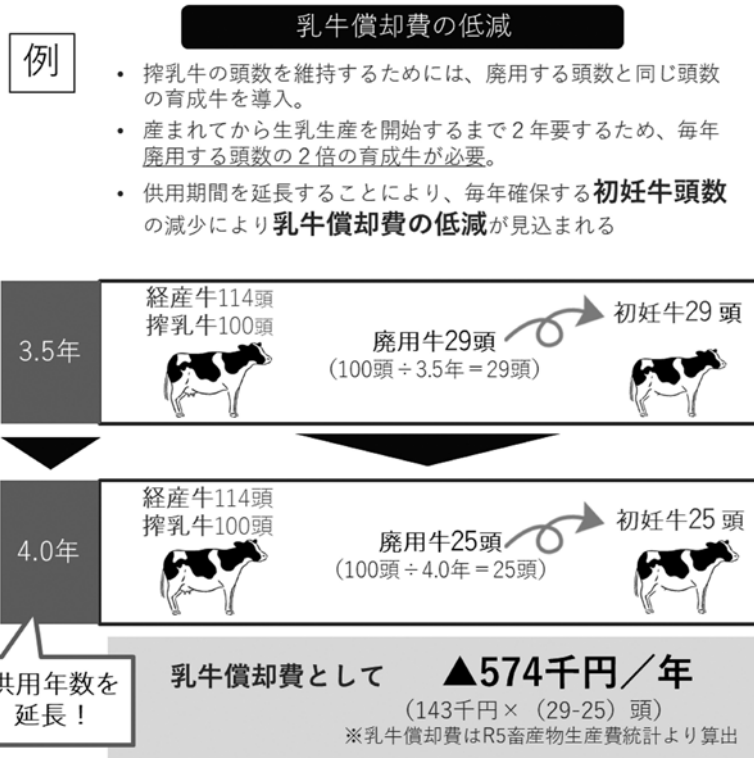 乳牛償却費の低減
例
• 搾乳牛の頭数を維持するためには、廃用する頭数と同じ頭数
の育成牛を導入。
• 産まれてから生乳生産を開始するまで２年要するため、毎年
廃用する頭数の２倍の育成牛が必要。
• 供用期間を延長することにより、毎年確保する初妊牛頭数
の減少により乳牛償却費の低減が見込まれる
3.5年
経産牛114頭
搾乳牛100頭
廃用牛29頭
(100頭÷3.5年＝29頭)
初妊牛29 頭
4.0年
経産牛114頭
搾乳牛100頭
廃用牛25頭
(100頭÷4.0年＝25頭)
初妊牛25 頭
供用年数を
延長！
乳牛償却費として ▲574千円／年
(143千円×（29-25）頭)
※乳牛償却費はR5畜産物生産費統計より算出